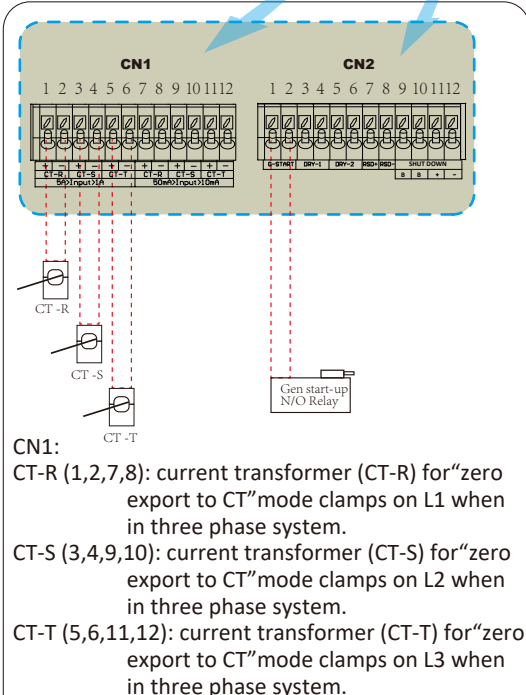 CN1 CN2
1 2 3 4 5 6 7 8 9 10 11 12 1 2 3 4 5 6 7 8 9 10 11 12
+ − + − + − + − + − + − G-START DRY-1 DRY-2 RSD+ RSD- SHUT DOWN
CT-R CT-S CT-T CT-R CT-S CT-T B B + -
5A>Input>1A 50mA>Input>10mA
CT -R
CT -S
CT -T
Gen start-up
N/O Relay
CN1:
CT-R (1,2,7,8): current transformer (CT-R) for“zero
export to CT”mode clamps on L1 when
in three phase system.
CT-S (3,4,9,10): current transformer (CT-S) for“zero
export to CT”mode clamps on L2 when
in three phase system.
CT-T (5,6,11,12): current transformer (CT-T) for“zero
export to CT”mode clamps on L3 when
in three phase system.